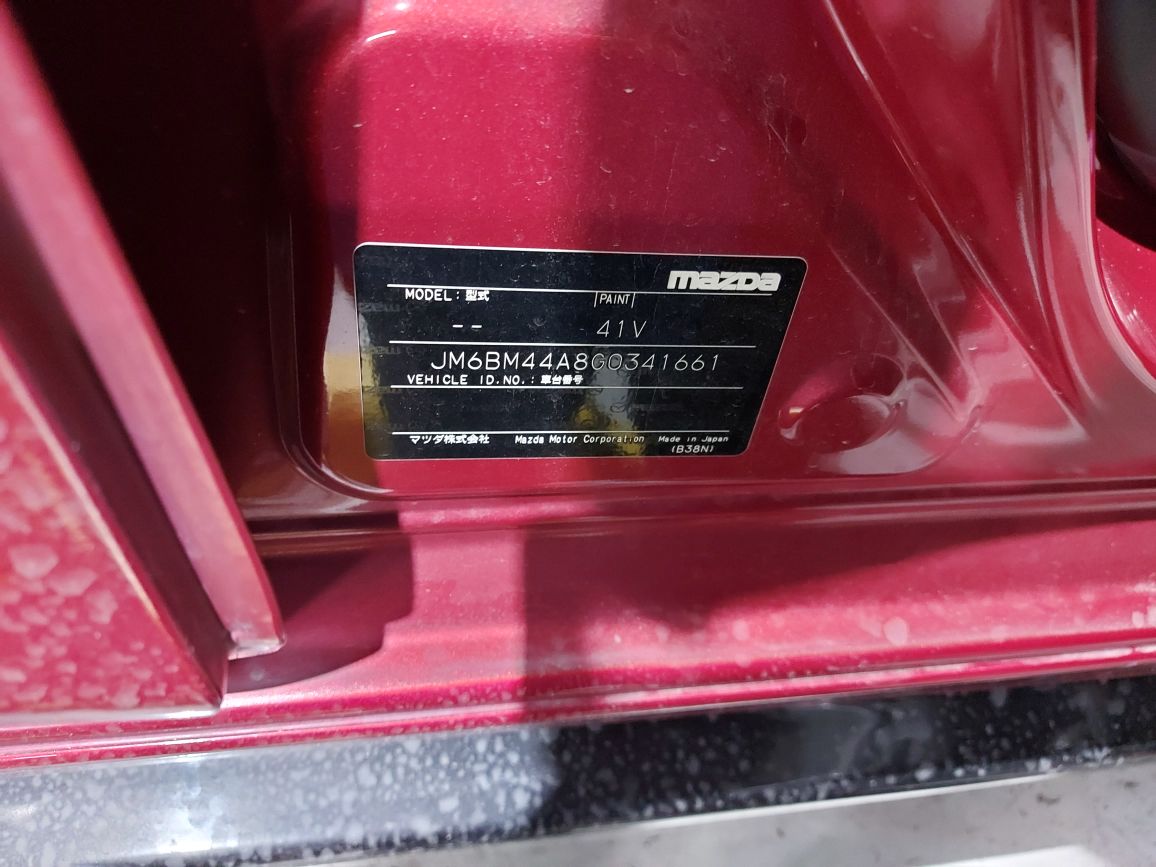 mazda
MODEL : 型式 PAINT
-- 41V
JM6BM44A8G0341661
VEHICLE ID.NO. : 車台番号
マツダ株式会社 Mazda Motor Corporation Made in Japan
(B38N)